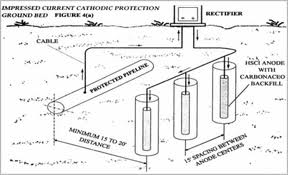 IMPRESSED CURRENT CATHODIC PROTECTION
GROUND BED FIGURE 4(a)
RECTIFIER
CABLE
PROTECTED PIPELINE
HSCI ANODE
WITH
CARBONACEO
BACKFILL
MINIMUM 15 TO 20'
DISTANCE
15' SPACING BETWEEN
ANODE CENTERS